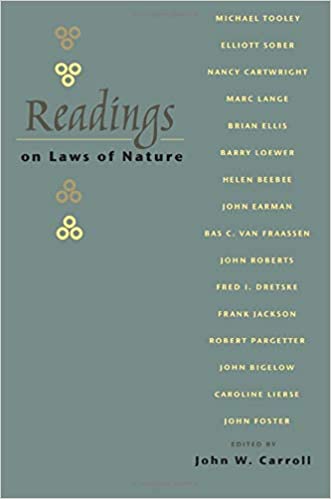 Readings
on Laws of Nature
MICHAEL TOOLEY
ELLIOTT SOBER
NANCY CARTWRIGHT
MARC LANGE
BRIAN ELLIS
BARRY LOEWER
HELEN BEEBEE
JOHN EARMAN
BAS C. VAN FRAASSEN
JOHN ROBERTS
FRED I. DRETSKE
FRANK JACKSON
ROBERT PARGETTER
JOHN BIGELOW
CAROLINE LIERSE
JOHN FOSTER
EDITED BY
John W. Carroll